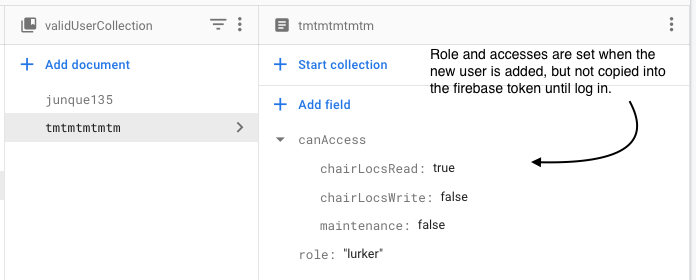 validUserCollection
tmtmtmtmtm
Add document
junque135
tmtmtmtmtm
Start collection
Role and accesses are set when the
new user is added, but not copied into
the firebase token until log in.
Add field
canAccess
chairLocsRead: true
chairLocsWrite: false
maintenance: false
role: "lurker"